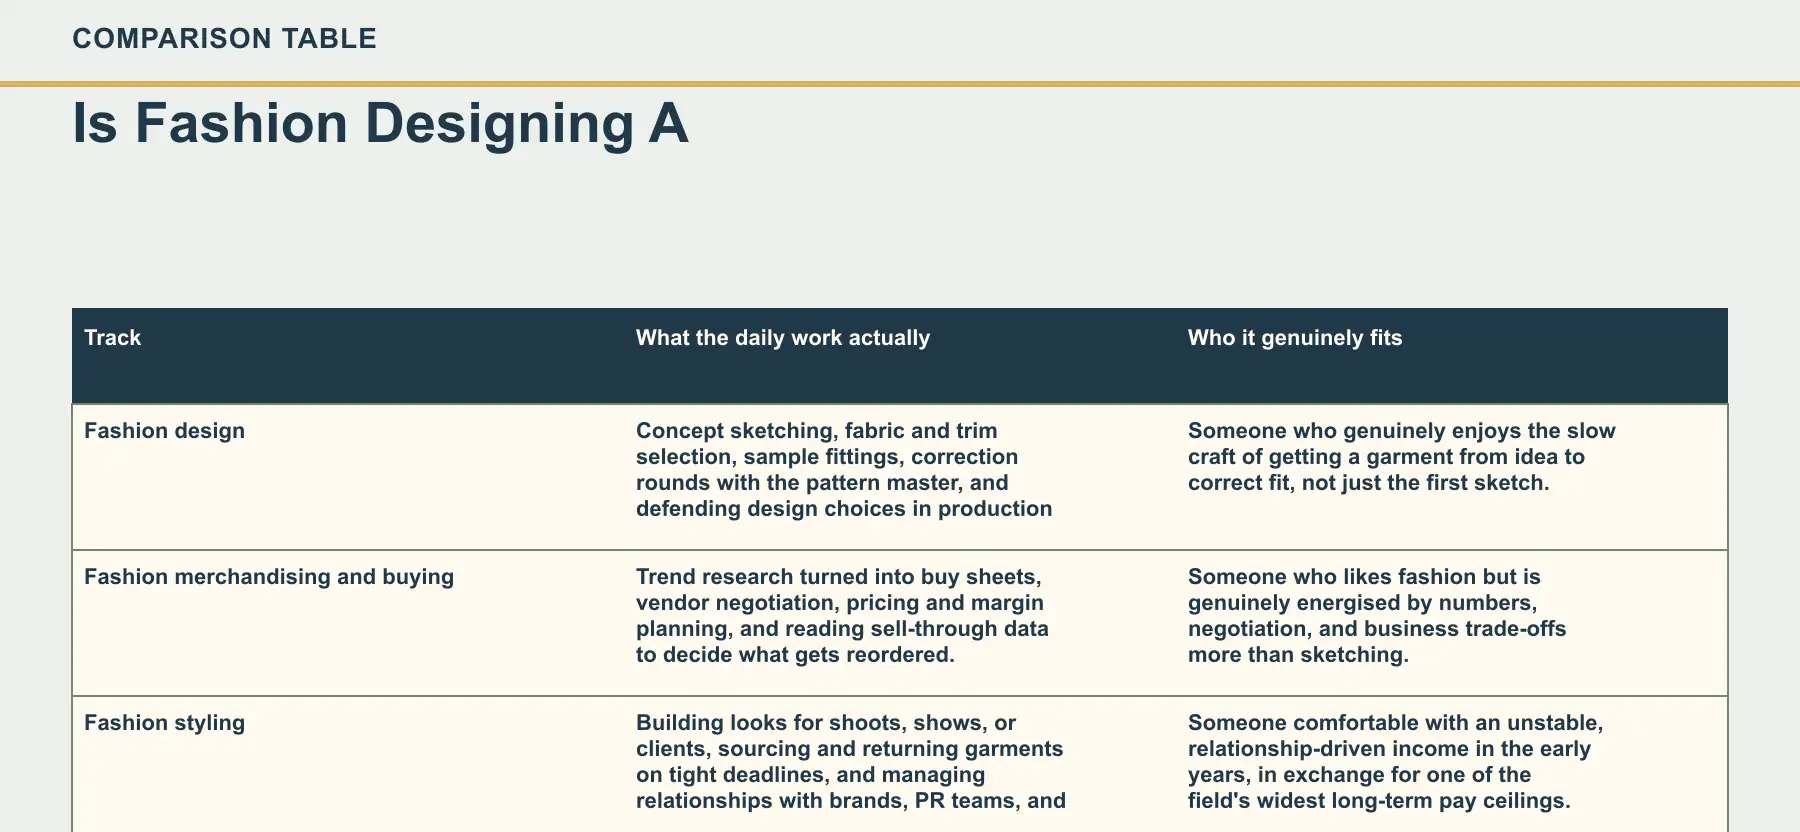 COMPARISON TABLE
Is Fashion Designing A
Track
What the daily work actually
Who it genuinely fits
Fashion design
Concept sketching, fabric and trim
selection, sample fittings, correction
rounds with the pattern master, and
defending design choices in production
Someone who genuinely enjoys the slow
craft of getting a garment from idea to
correct fit, not just the first sketch.
Fashion merchandising and buying
Trend research turned into buy sheets,
vendor negotiation, pricing and margin
planning, and reading sell-through data
to decide what gets reordered.
Someone who likes fashion but is
genuinely energised by numbers,
negotiation, and business trade-offs
more than sketching.
Fashion styling
Building looks for shoots, shows, or
clients, sourcing and returning garments
on tight deadlines, and managing
relationships with brands, PR teams, and
Someone comfortable with an unstable,
relationship-driven income in the early
years, in exchange for one of the
field's widest long-term pay ceilings.